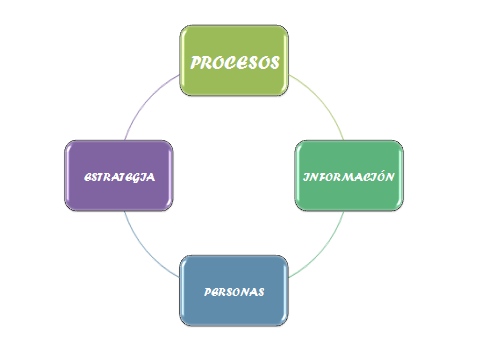 PROCESOS
ESTRATEGIA
INFORMACIÓN
PERSONAS